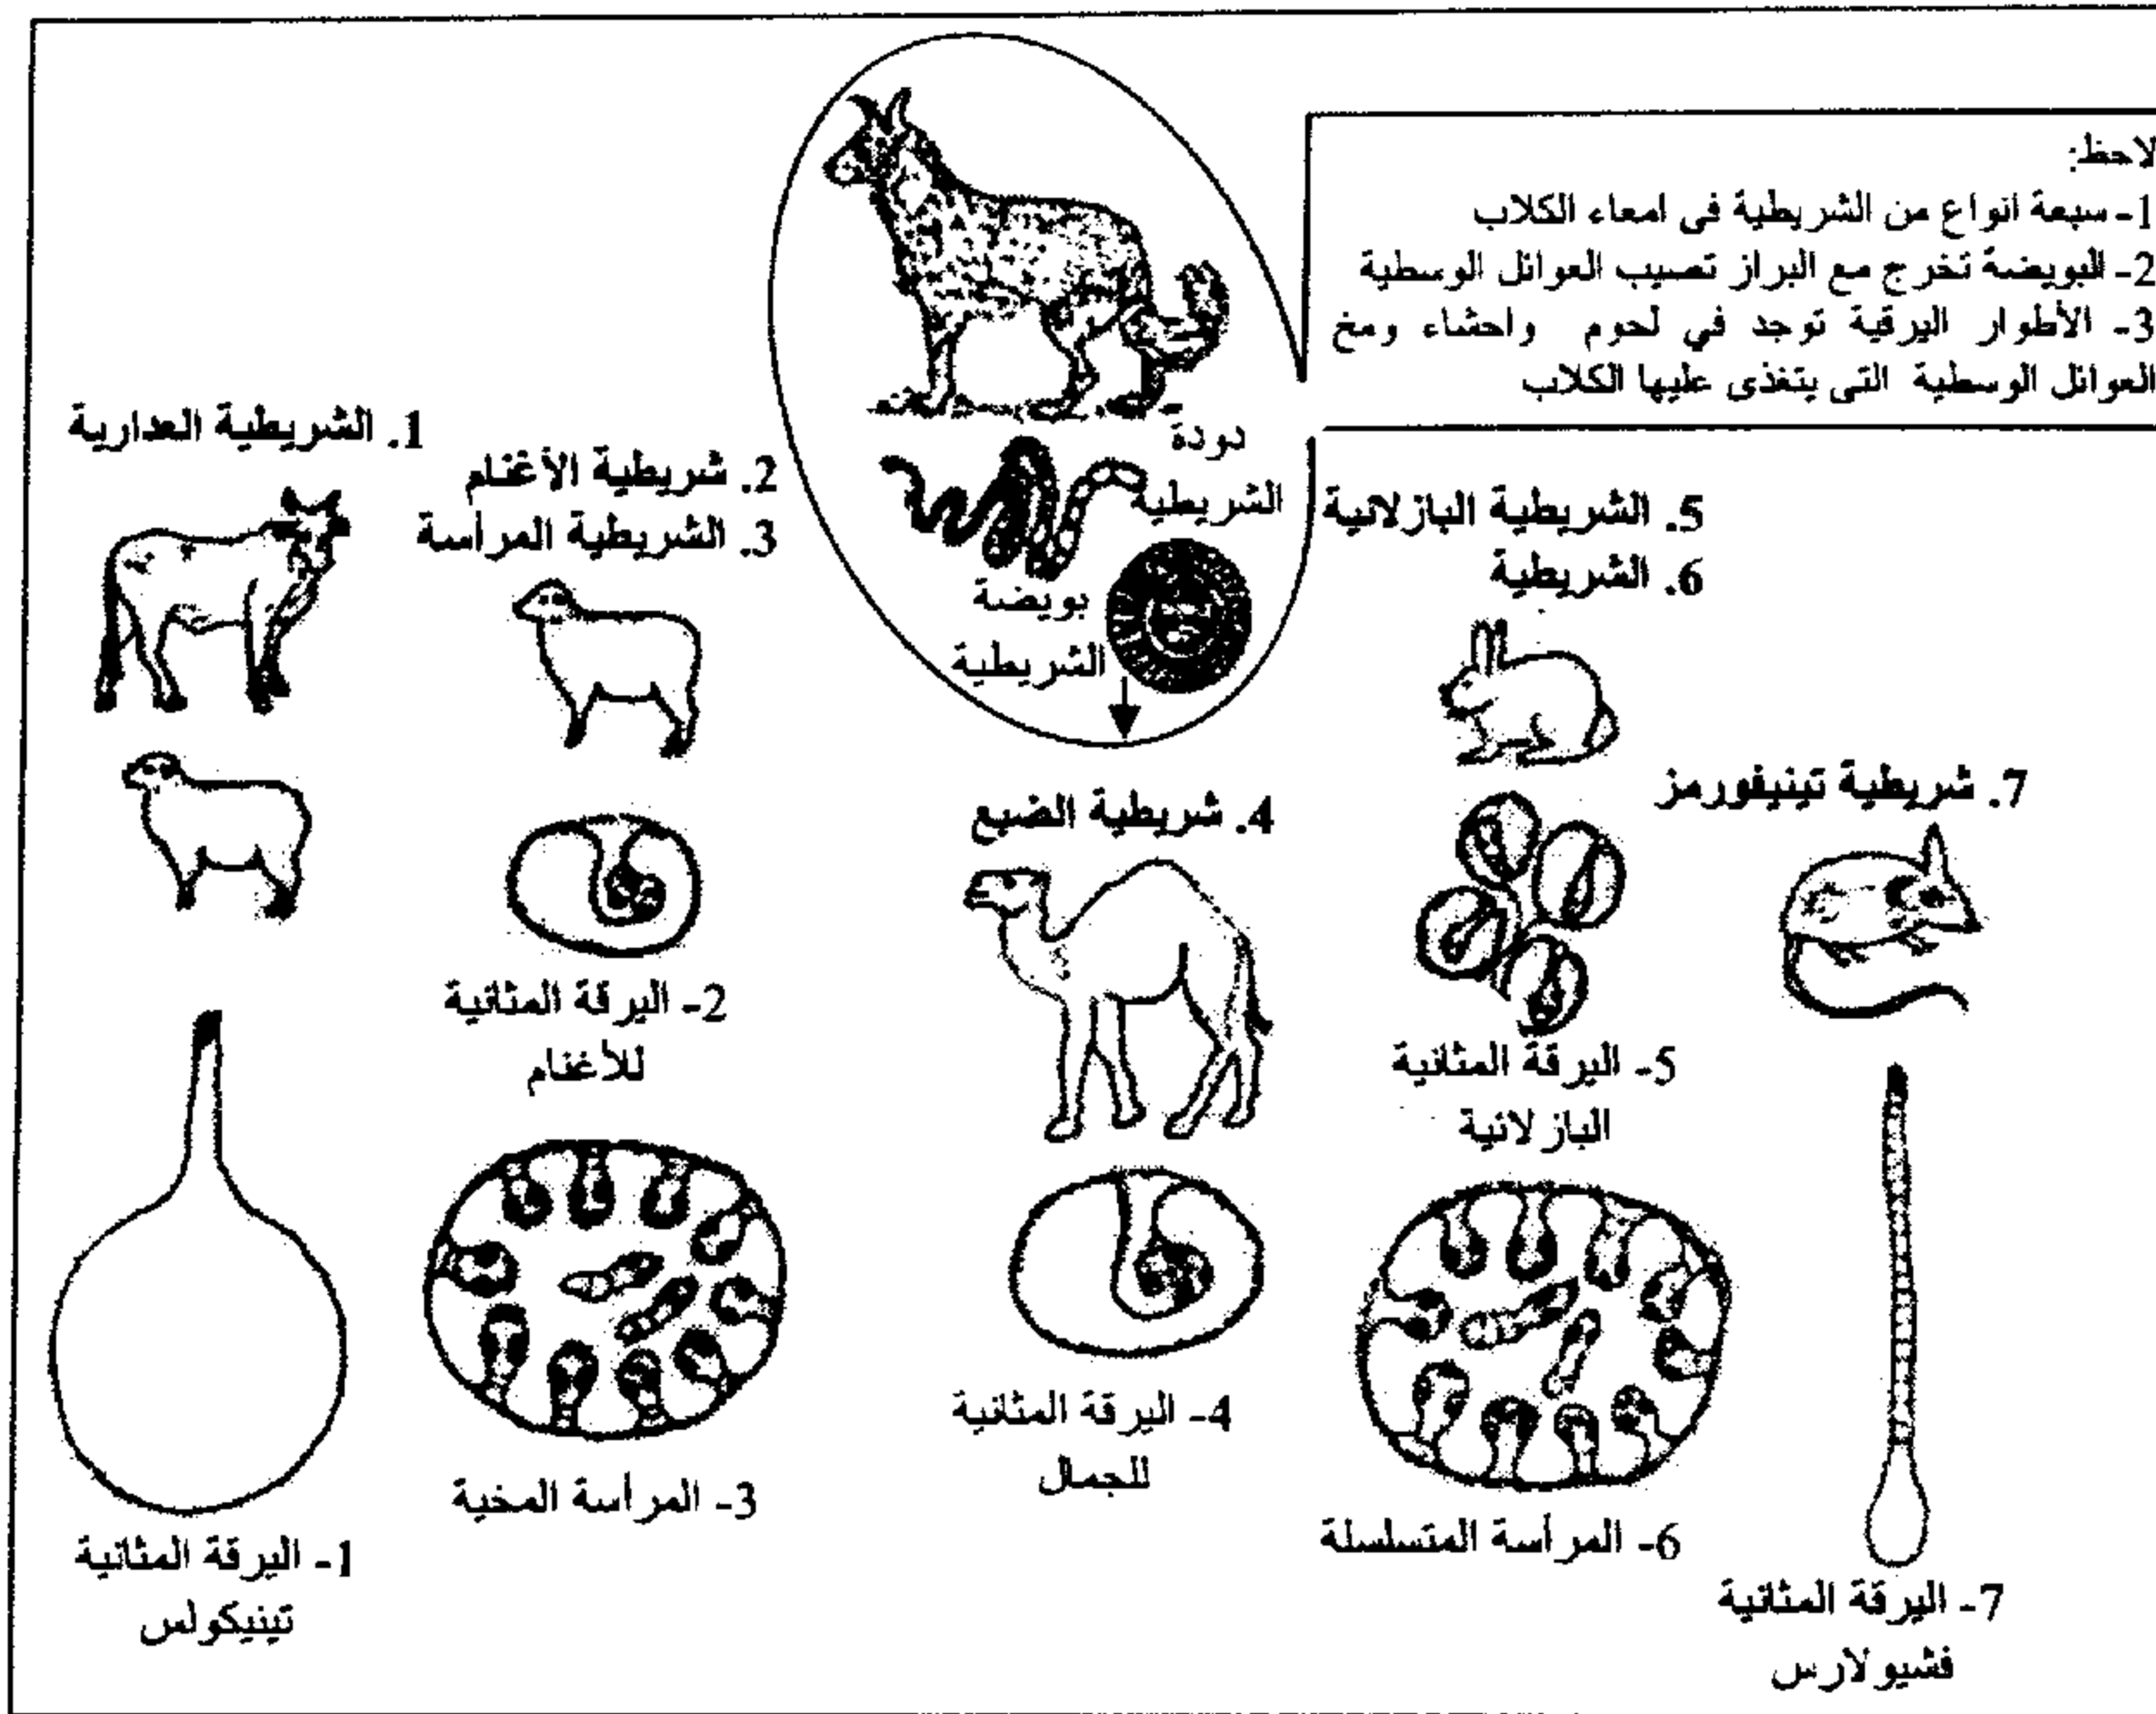 لاحظ:
1- سبعة انواع من الشريطية فى امعاء الكلاب
2- البويضة تخرج مع البراز تصيب العوائل الوسطية
3- الأطوار اليرقية توجد في لحوم واحشاء ومخ
العوائل الوسطية التى يتغذى عليها الكلاب
دودة
الشريطية
بويضة
الشريطية
1. الشريطية العدارية
2. شريطية الأغنام
3. الشريطية المرأسة
4. شريطية الضبع
5. الشريطية البازلانية
6. الشريطية
7. شريطية تينيفورمز
2- اليرقة المثانية
للأغنام
5- اليرقة المثانية
البازلانية
1- اليرقة المثانية
تينيكولس
3- المرأسة المخية
4- اليرقة المثانية
للجمال
6- المرأسة المتسلسلة
7- اليرقة المثانية
فشيولارس